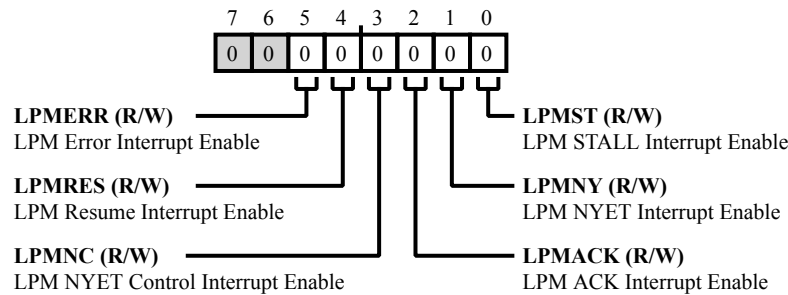 7 6 5 4 3 2 1 0
0 0 0 0 0 0 0 0
LPMERR (R/W)
LPM Error Interrupt Enable
LPMRES (R/W)
LPM Resume Interrupt Enable
LPMNC (R/W)
LPM NYET Control Interrupt Enable
LPMST (R/W)
LPM STALL Interrupt Enable
LPMNY (R/W)
LPM NYET Interrupt Enable
LPMACK (R/W)
LPM ACK Interrupt Enable